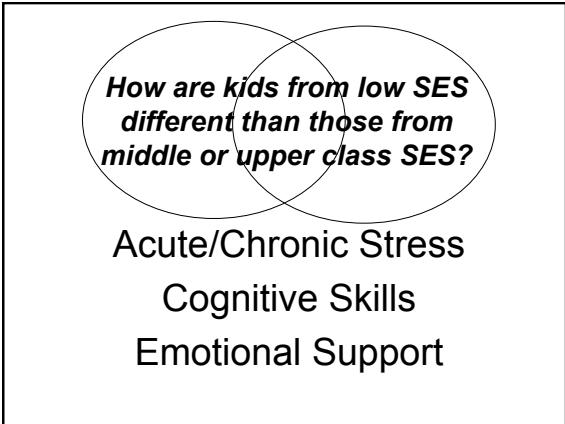 How are kids from low SES
different than those from
middle or upper class SES?
Acute/Chronic Stress
Cognitive Skills
Emotional Support